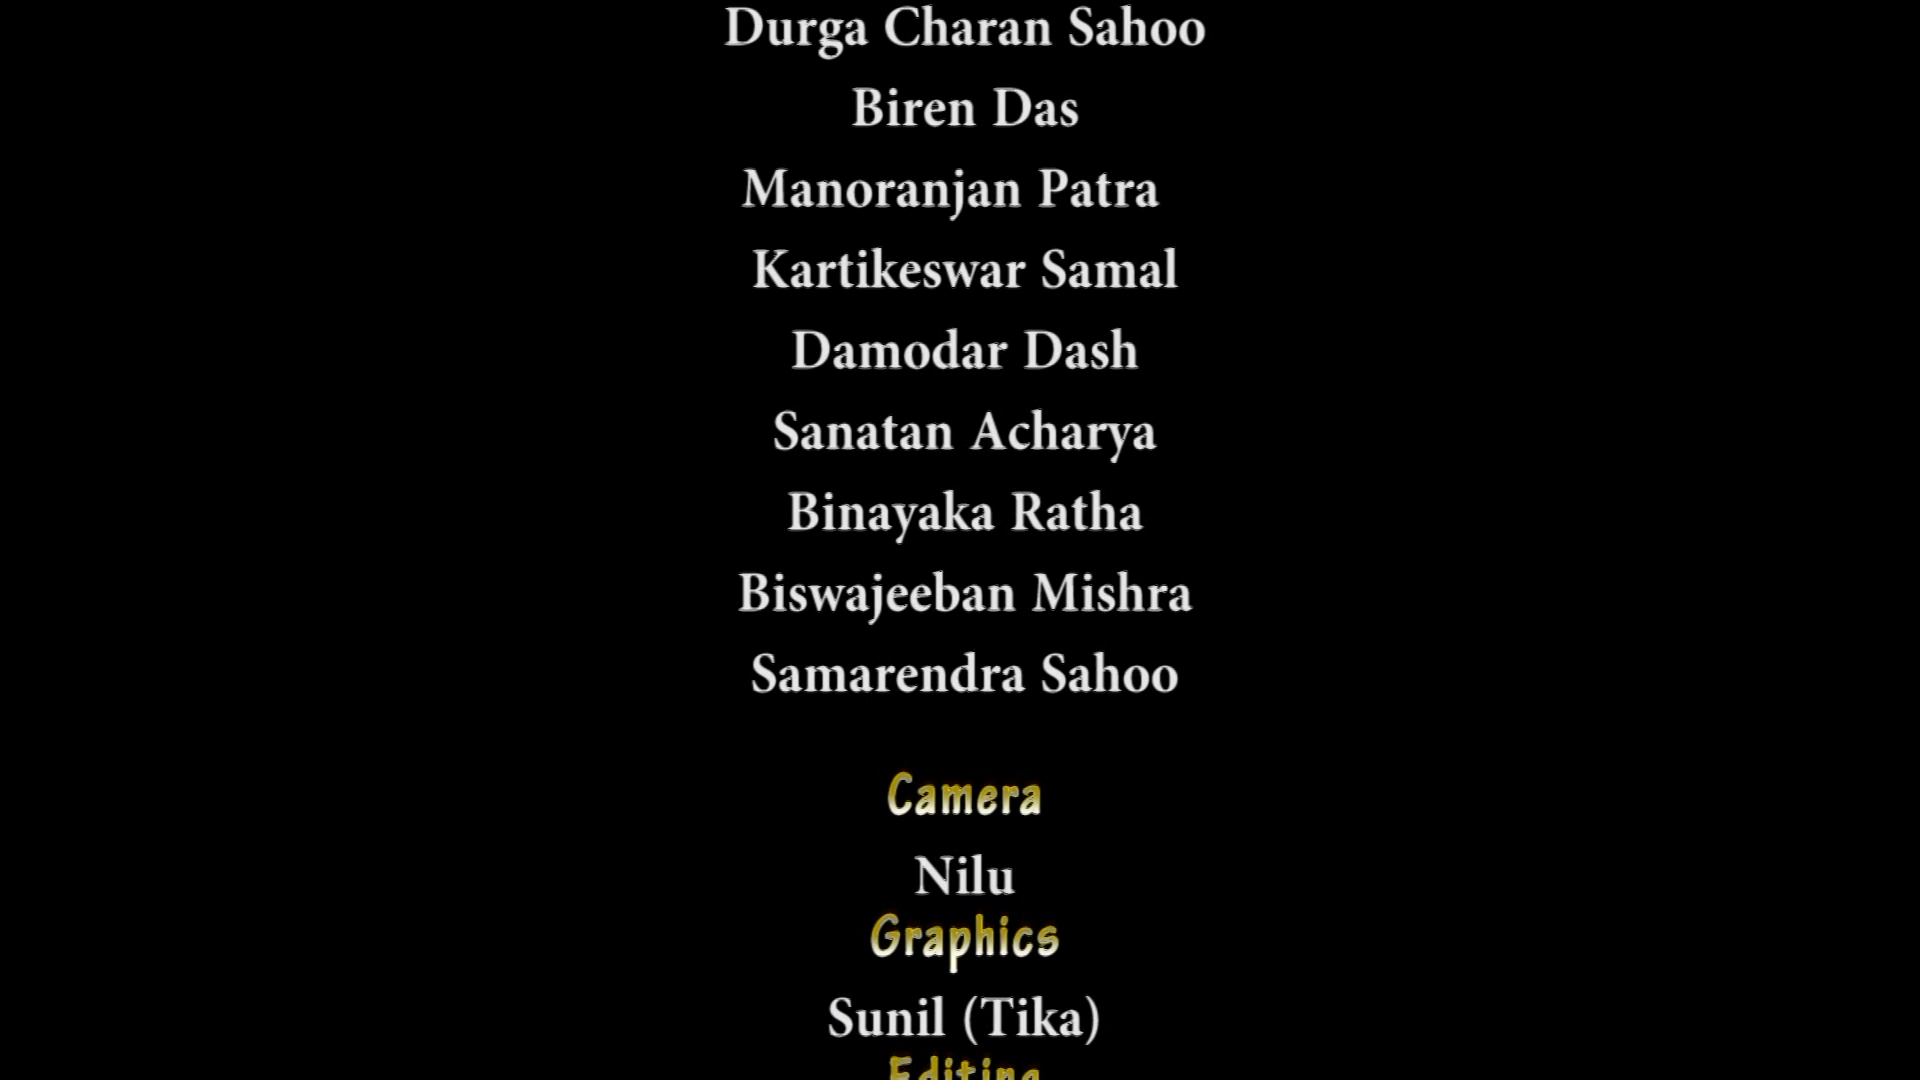 Durga Charan Sahoo
Biren Das
Manoranjan Patra
Kartikeswar Samal
Damodar Dash
Sanatan Acharya
Binayaka Ratha
Biswajeeban Mishra
Samarendra Sahoo
Camera
Nilu
Graphics
Sunil (Tika)
Editing